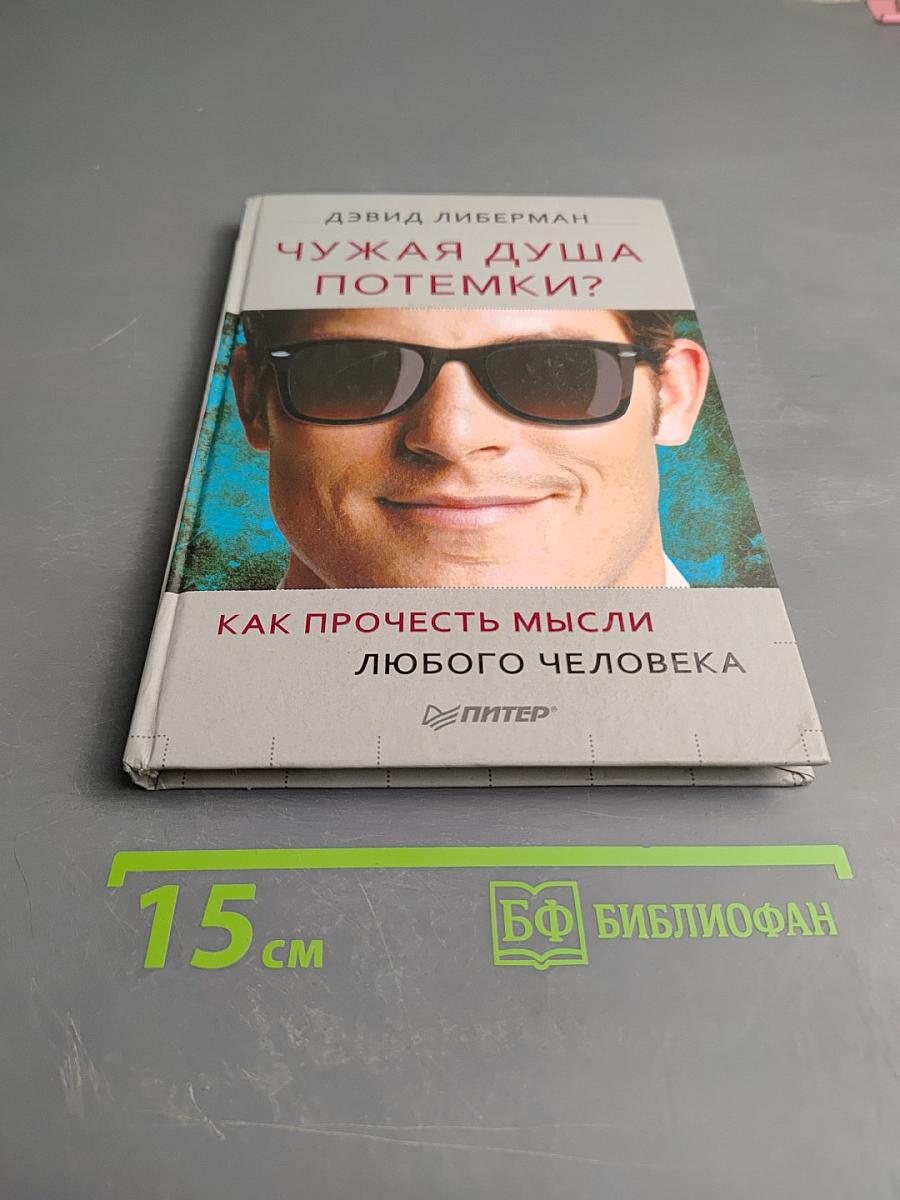 ДЭВИД ЛИБЕРМАН
ЧУЖАЯ ДУША
ПОТЕМКИ?
КАК ПРОЧЕСТЬ МЫСЛИ
ЛЮБОГО ЧЕЛОВЕКА
ПИТЕР®
15 см
БФ БИБЛИОФАН